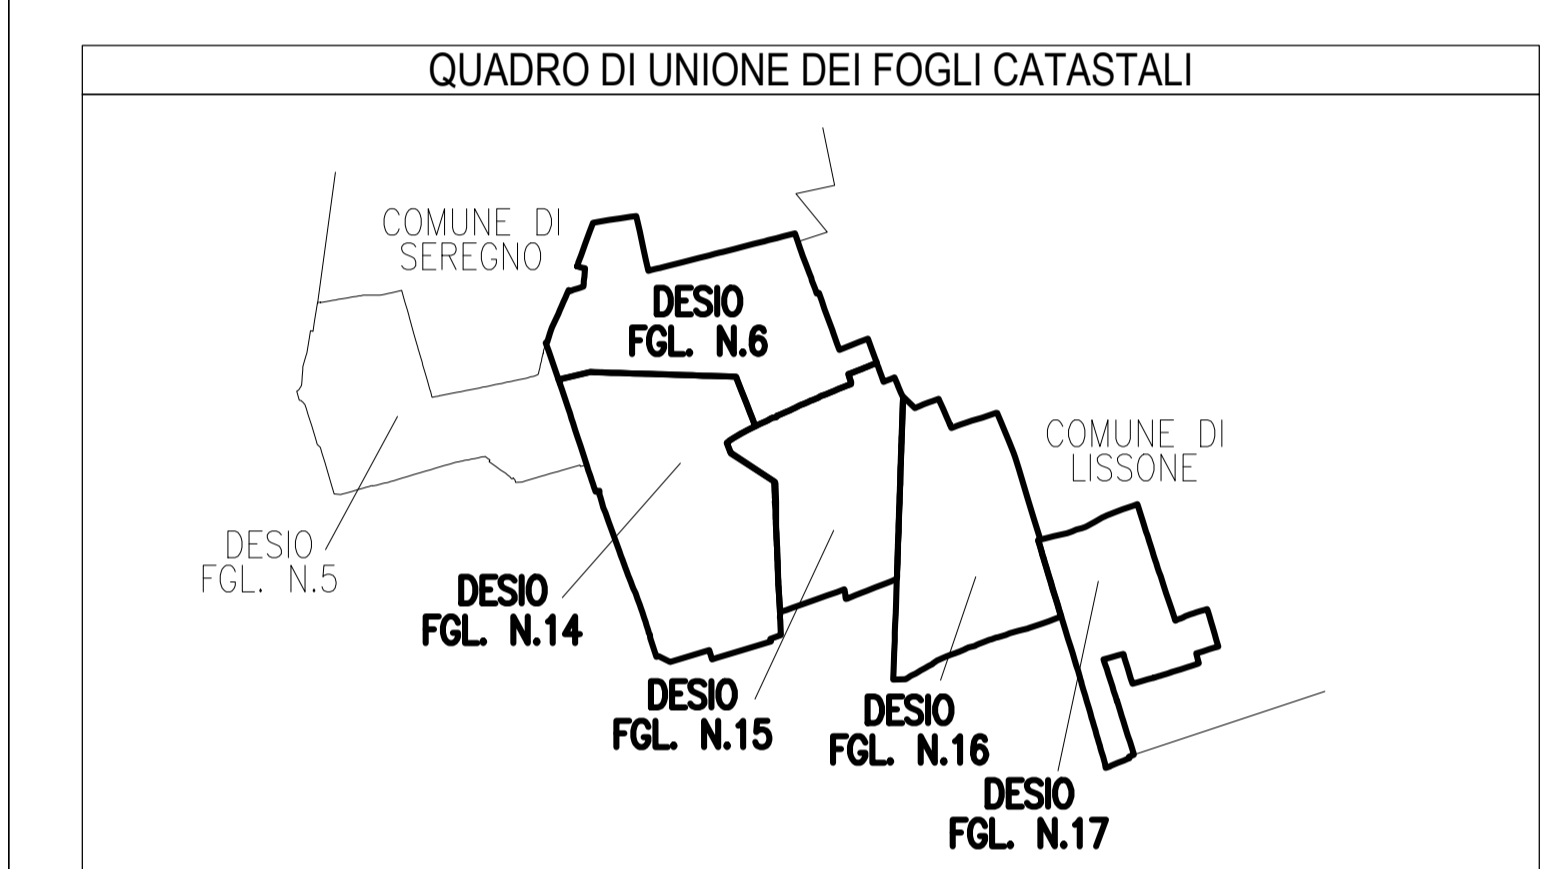 QUADRO DI UNIONE DEI FOGLI CATASTALI
COMUNE DI
SEREGNO
DESIO
FGL. N.6
COMUNE DI
LISSONE
DESIO
FGL. N.5
DESIO
FGL. N.14
DESIO
FGL. N.15
DESIO
FGL. N.16
DESIO
FGL. N.17